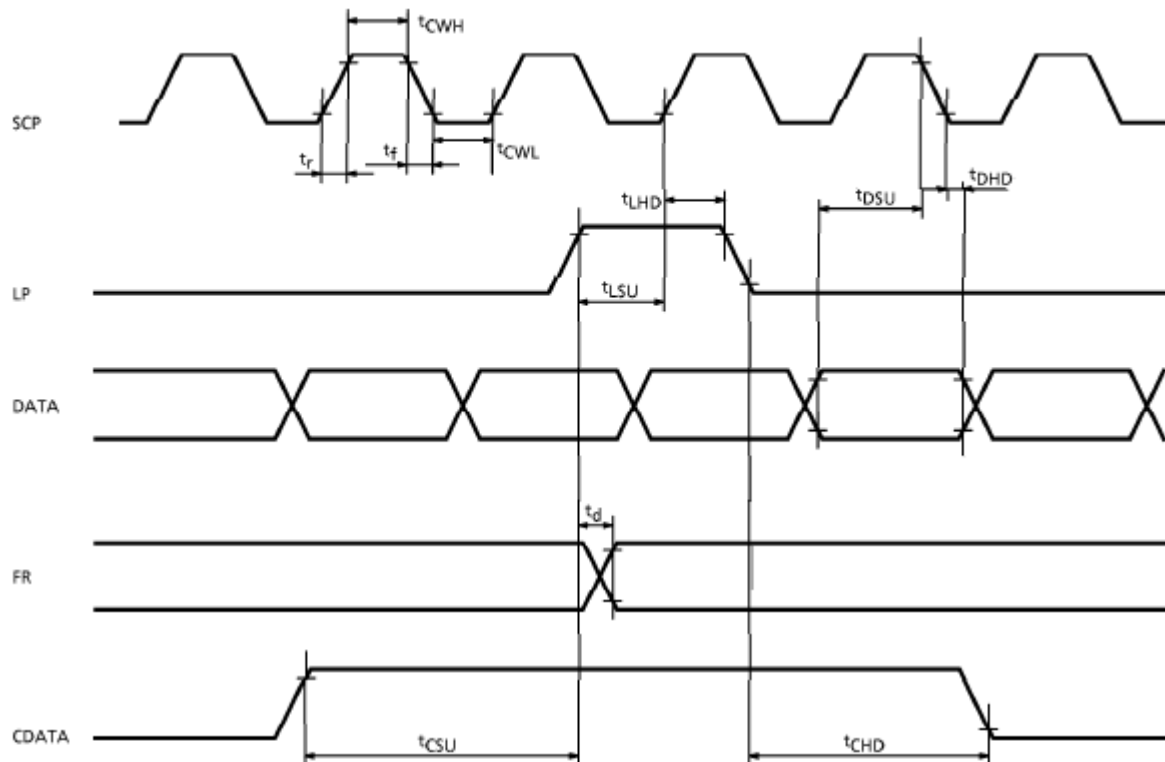 tCWH
SCP
tr
tf
tCWL
tDHD
tLHD
tDSU
LP
tLSU
DATA
td
FR
CDATA
tCSU
tCHD